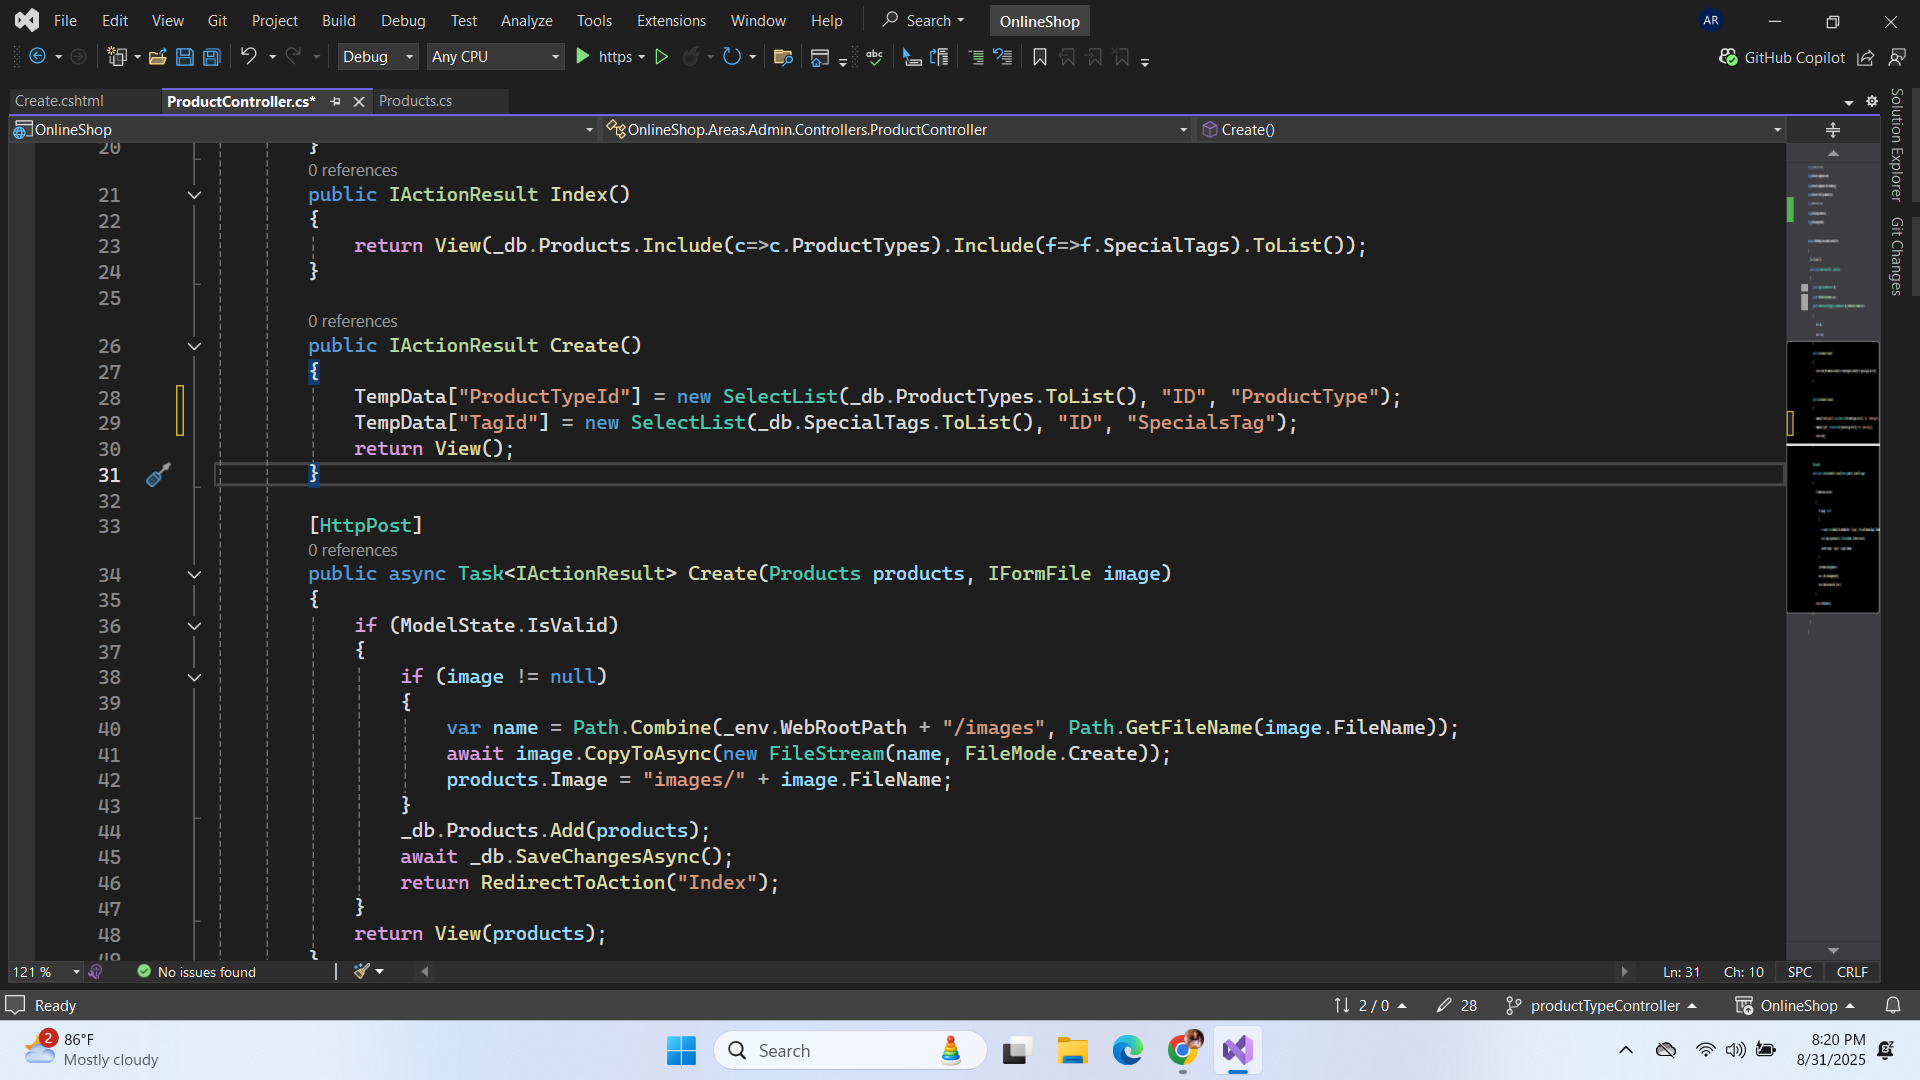 File Edit View Git Project Build Debug Test Analyze Tools Extensions Window Help Search OnlineShop AR
Debug Any CPU https GitHub Copilot
Create.cshtml ProductController.cs* Products.cs
OnlineShop OnlineShop.Areas.Admin.Controllers.ProductController Create()
Solution Explorer
Git Changes
20 }
0 references
21 public IActionResult Index()
22 {
23 return View(_db.Products.Include(c=>c.ProductTypes).Include(f=>f.SpecialTags).ToList());
24 }
25
0 references
26 public IActionResult Create()
27 {
28 TempData["ProductTypeId"] = new SelectList(_db.ProductTypes.ToList(), "ID", "ProductType");
29 TempData["TagId"] = new SelectList(_db.SpecialTags.ToList(), "ID", "SpecialsTag");
30 return View();
31 }
32
33 [HttpPost]
0 references
34 public async Task<IActionResult> Create(Products products, IFormFile image)
35 {
36 if (ModelState.IsValid)
37 {
38 if (image != null)
39 {
40 var name = Path.Combine(_env.WebRootPath + "/images", Path.GetFileName(image.FileName));
41 await image.CopyToAsync(new FileStream(name, FileMode.Create));
42 products.Image = "images/" + image.FileName;
43 }
44 _db.Products.Add(products);
45 await _db.SaveChangesAsync();
46 return RedirectToAction("Index");
47 }
48 return View(products);
49 }
121 % No issues found Ln: 31 Ch: 10 SPC CRLF
Ready 2 / 0 28 productTypeController OnlineShop
2 86°F
Mostly cloudy
Search
8:20 PM
8/31/2025